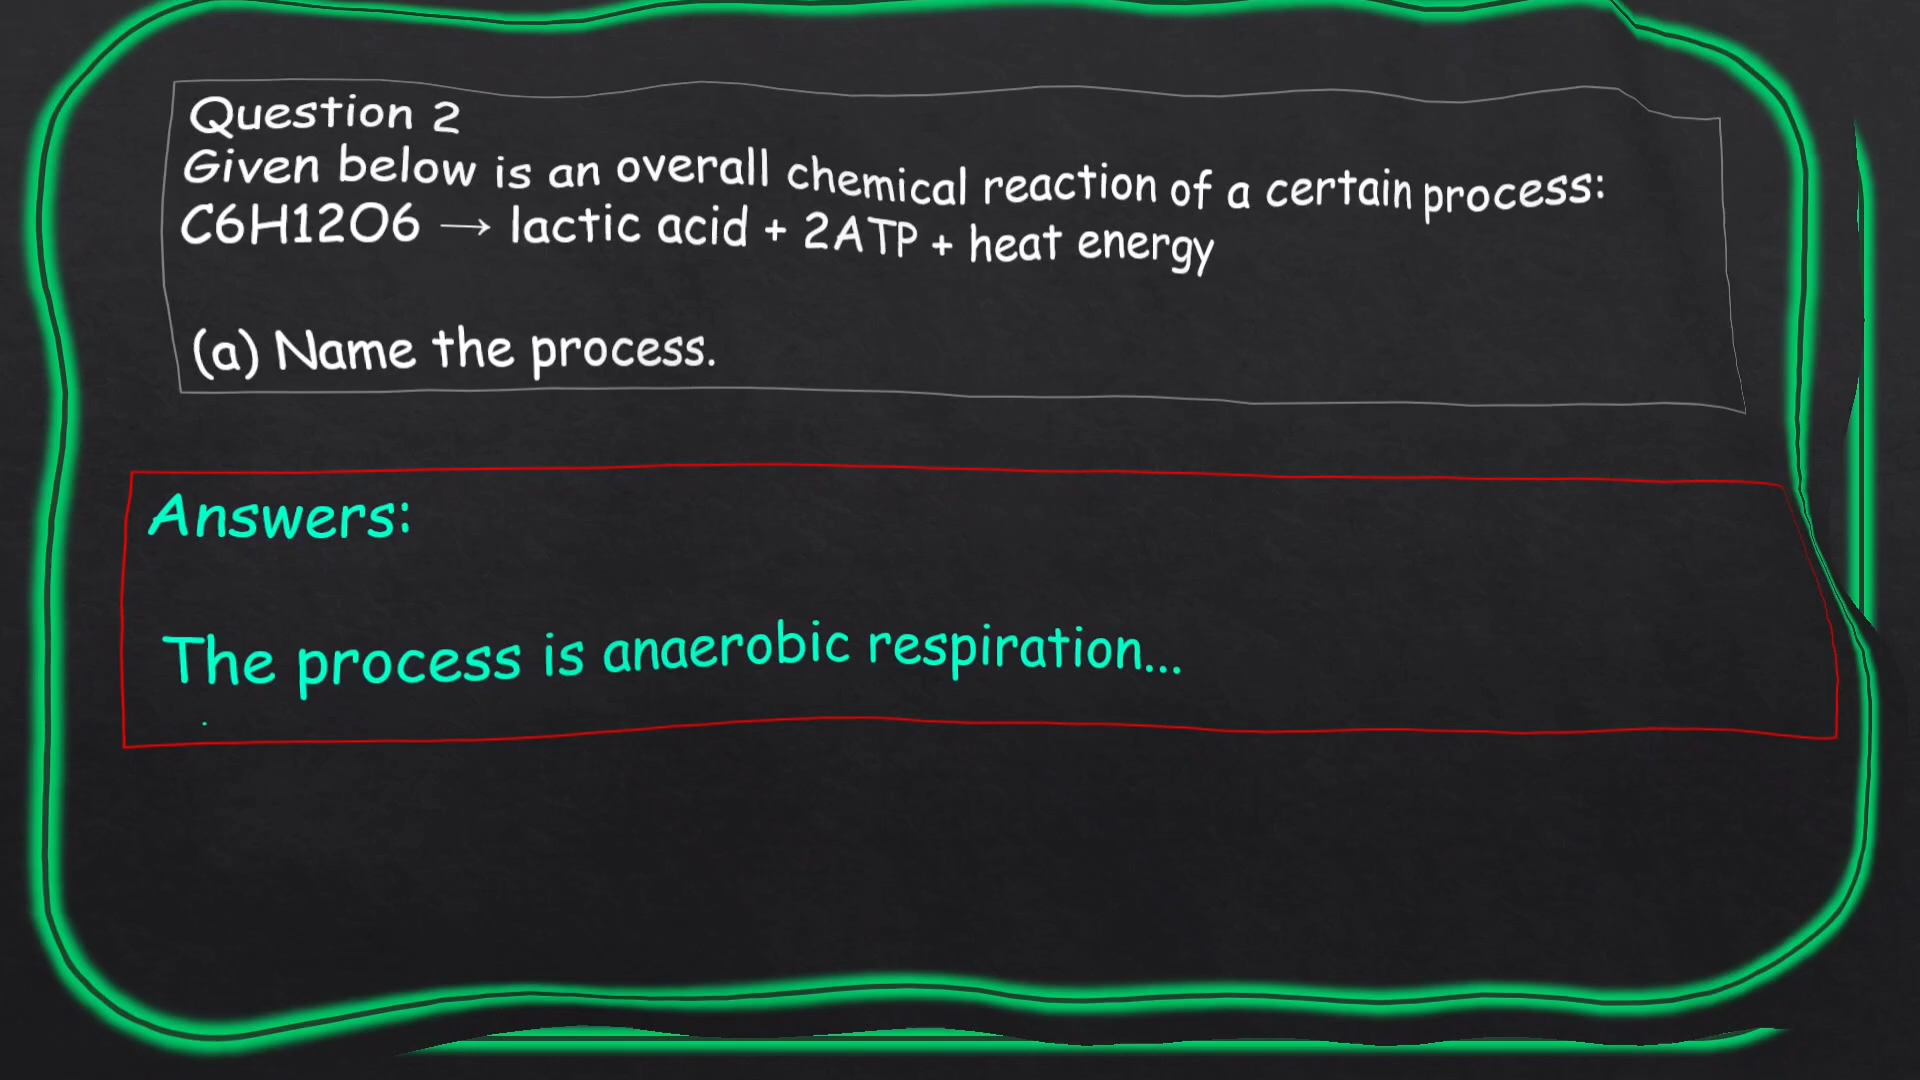 Question 2
Given below is an overall chemical reaction of a certain process:
C6H12O6 → lactic acid + 2ATP + heat energy
(a) Name the process.
Answers:
The process is anaerobic respiration...